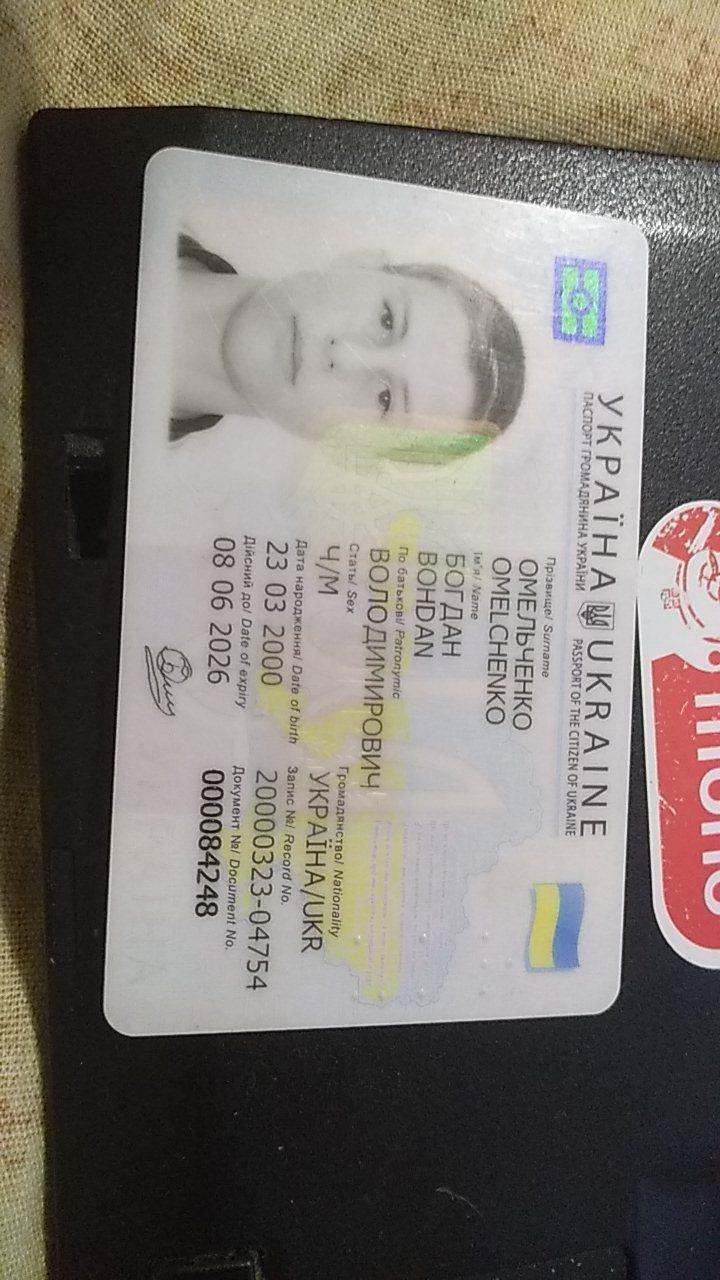 УКРАЇНА UKRAINE
ПАСПОРТ ГРОМАДЯНИНА УКРАЇНИ PASSPORT OF THE CITIZEN OF UKRAINE
Прізвище/ Surname
ОМЕЛЬЧЕНКО
OMELCHENKO
Ім'я/ Name
БОГДАН
BOHDAN
По батькові/ Patronymic
ВОЛОДИМИРОВИЧ
Стать/ Sex Громадянство/ Nationality
Ч/M УКРАЇНА/UKR
Дата народження/ Date of birth Запис №/ Record No.
23 03 2000 20000323-04754
Дійсний до/ Date of expiry Документ №/ Document No.
08 06 2026 000084248